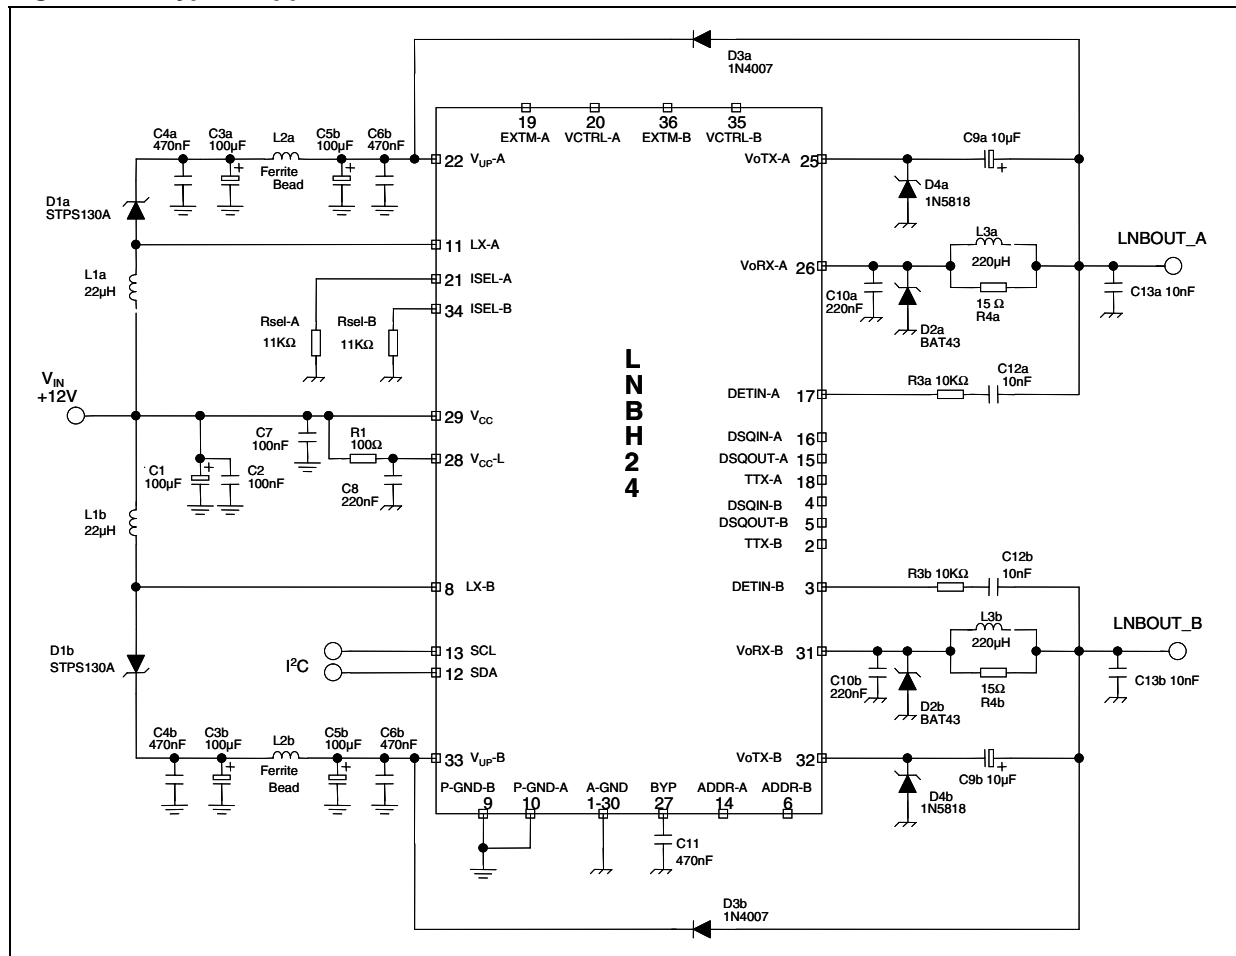 D3a
1N4007
19
EXTM-A
20
VCTRL-A
36
EXTM-B
35
VCTRL-B
C4a
470nF
C3a
100µF
+
L2a
Ferrite
Bead
C5b
100µF
+
C6b
470nF
22 VUP-A
VoTX-A 25
C9a 10µF
+
D4a
1N5818
D1a
STPS130A
11 LX-A
L1a
22µH
21 ISEL-A
34 ISEL-B
Rsel-A
11KΩ
Rsel-B
11KΩ
VoRX-A 26
L3a
220µH
15 Ω
R4a
C10a
220nF
D2a
BAT43
LNBOUT_A
C13a 10nF
L
N
B
H
2
4
VIN
+12V
29 VCC
DETIN-A 17
R3a 10KΩ
C12a
10nF
C7
100nF
R1
100Ω
28 VCC-L
C1
100µF
+
C2
100nF
C8
220nF
DSQIN-A 16
DSQOUT-A 15
TTX-A 18
DSQIN-B 4
DSQOUT-B 5
TTX-B 2
L1b
22µH
8 LX-B
DETIN-B 3
R3b 10KΩ
C12b
10nF
D1b
STPS130A
I²C
13 SCL
12 SDA
VoRX-B 31
L3b
220µH
15Ω
R4b
C10b
220nF
D2b
BAT43
LNBOUT_B
C13b 10nF
C4b
470nF
C3b
100µF
+
L2b
Ferrite
Bead
C5b
100µF
+
C6b
470nF
33 VUP-B
VoTX-B 32
C9b 10µF
+
D4b
1N5818
P-GND-B
9
P-GND-A
10
A-GND
1-30
BYP
27
ADDR-A
14
ADDR-B
6
C11
470nF
D3b
1N4007